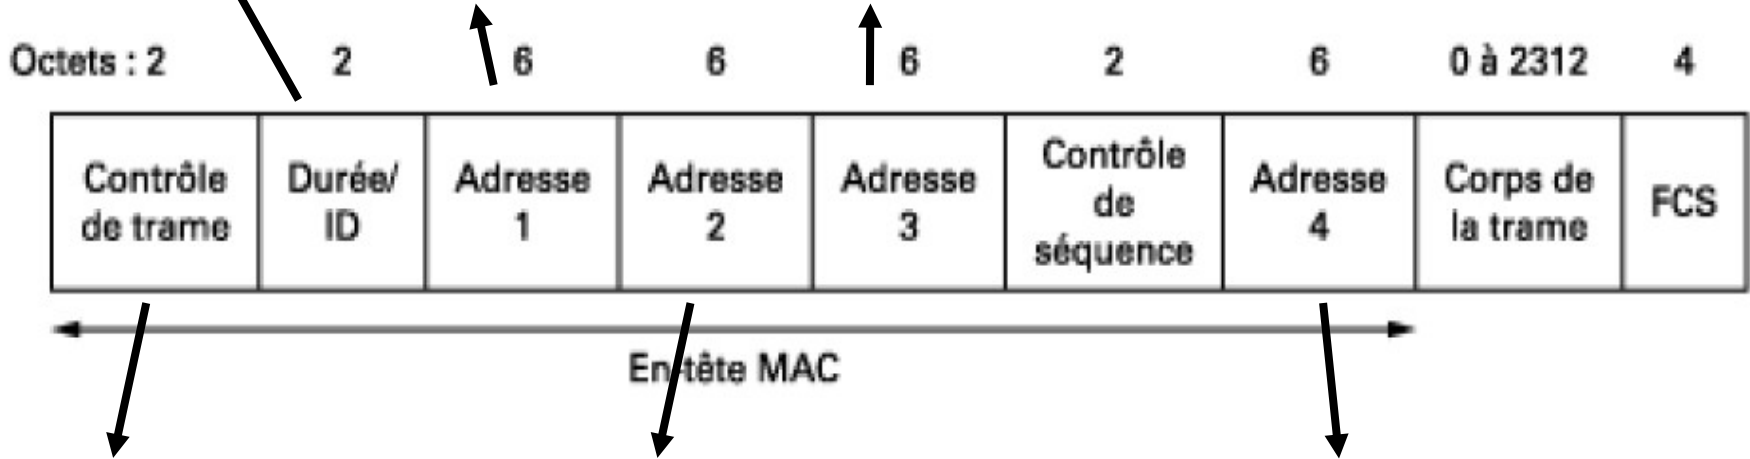 Octets : 2 2 6 6 6 2 6 0 à 2312 4
Contrôle
de trame
Durée/
ID
Adresse
1
Adresse
2
Adresse
3
Contrôle
de
séquence
Adresse
4
Corps de
la trame
FCS
En-tête MAC